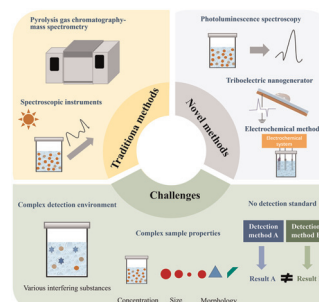 Pyrolysis gas chromatography-
mass spectrometry
Spectroscopic instruments
Traditiona methods
Photoluminescence spectroscopy
Triboelectric nanogenerator
Electrochemical method
Electrochemical
system
Novel methods
Challenges
Complex detection environment
Various interfering substances
Complex sample properties
Concentration Size Morphology
No detection standard
Detection
method A
Detection
method
Result A ≠ Result